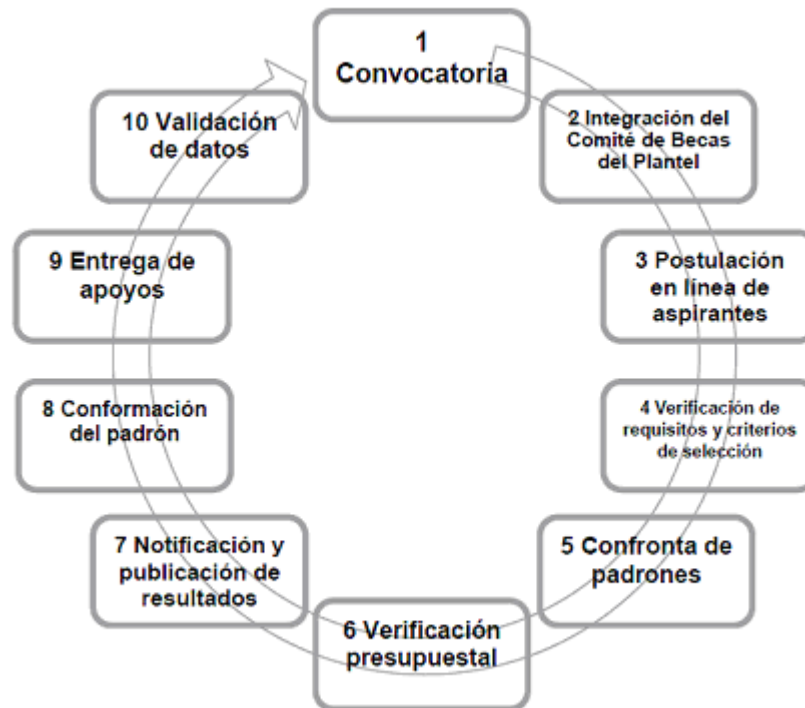 1
Convocatoria
2 Integración del
Comité de Becas
del Plantel
3 Postulación
en línea de
aspirantes
4 Verificación de
requisitos y criterios
de selección
5 Confronta de
padrones
6 Verificación
presupuestal
7 Notificación y
publicación de
resultados
8 Conformación
del padrón
9 Entrega de
apoyos
10 Validación
de datos